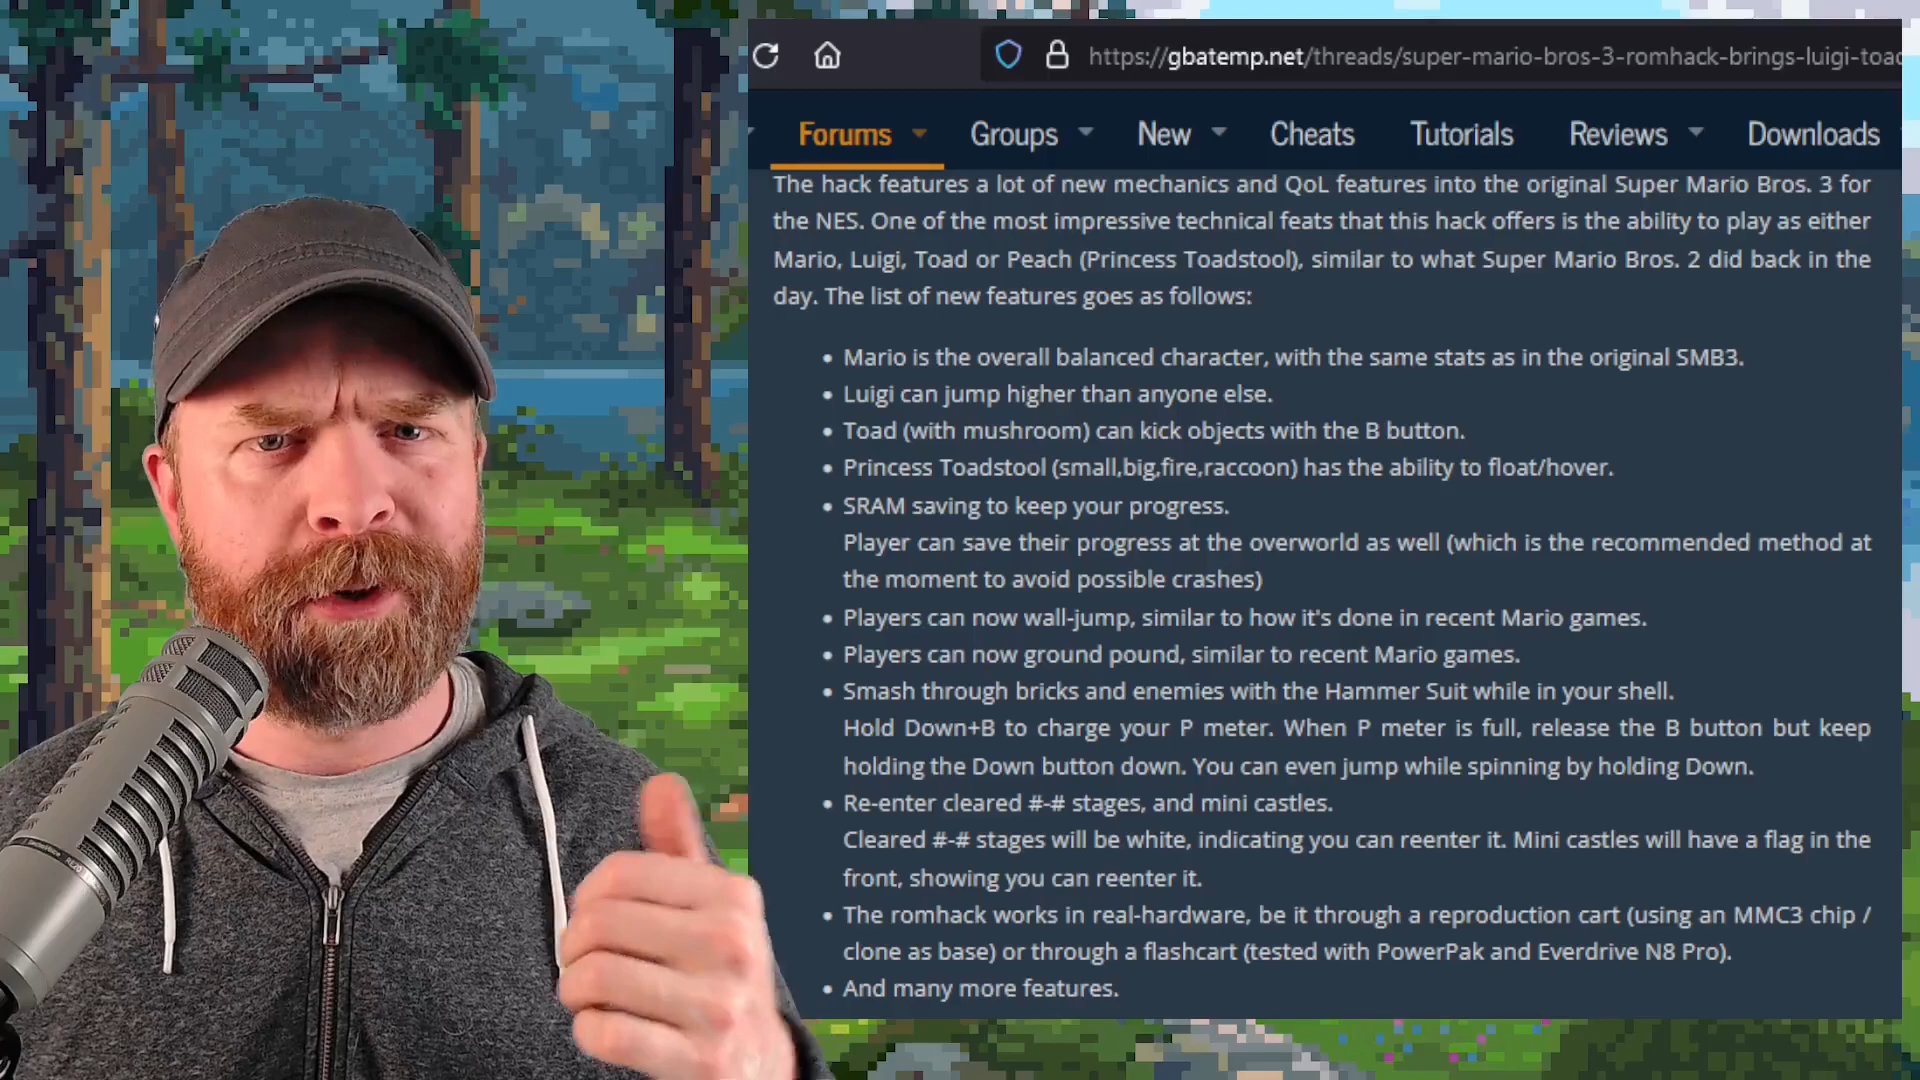 https://gbatemp.net/threads/super-mario-bros-3-romhack-brings-luigi-toad
Forums Groups New Cheats Tutorials Reviews Downloads
The hack features a lot of new mechanics and QoL features into the original Super Mario Bros. 3 for
the NES. One of the most impressive technical feats that this hack offers is the ability to play as either
Mario, Luigi, Toad or Peach (Princess Toadstool), similar to what Super Mario Bros. 2 did back in the
day. The list of new features goes as follows:
• Mario is the overall balanced character, with the same stats as in the original SMB3.
• Luigi can jump higher than anyone else.
• Toad (with mushroom) can kick objects with the B button.
• Princess Toadstool (small,big,fire,raccoon) has the ability to float/hover.
• SRAM saving to keep your progress.
Player can save their progress at the overworld as well (which is the recommended method at
the moment to avoid possible crashes)
• Players can now wall-jump, similar to how it's done in recent Mario games.
• Players can now ground pound, similar to recent Mario games.
• Smash through bricks and enemies with the Hammer Suit while in your shell.
Hold Down+B to charge your P meter. When P meter is full, release the B button but keep
holding the Down button down. You can even jump while spinning by holding Down.
• Re-enter cleared #-# stages, and mini castles.
Cleared #-# stages will be white, indicating you can reenter it. Mini castles will have a flag in the
front, showing you can reenter it.
• The romhack works in real-hardware, be it through a reproduction cart (using an MMC3 chip /
clone as base) or through a flashcart (tested with PowerPak and Everdrive N8 Pro).
• And many more features.